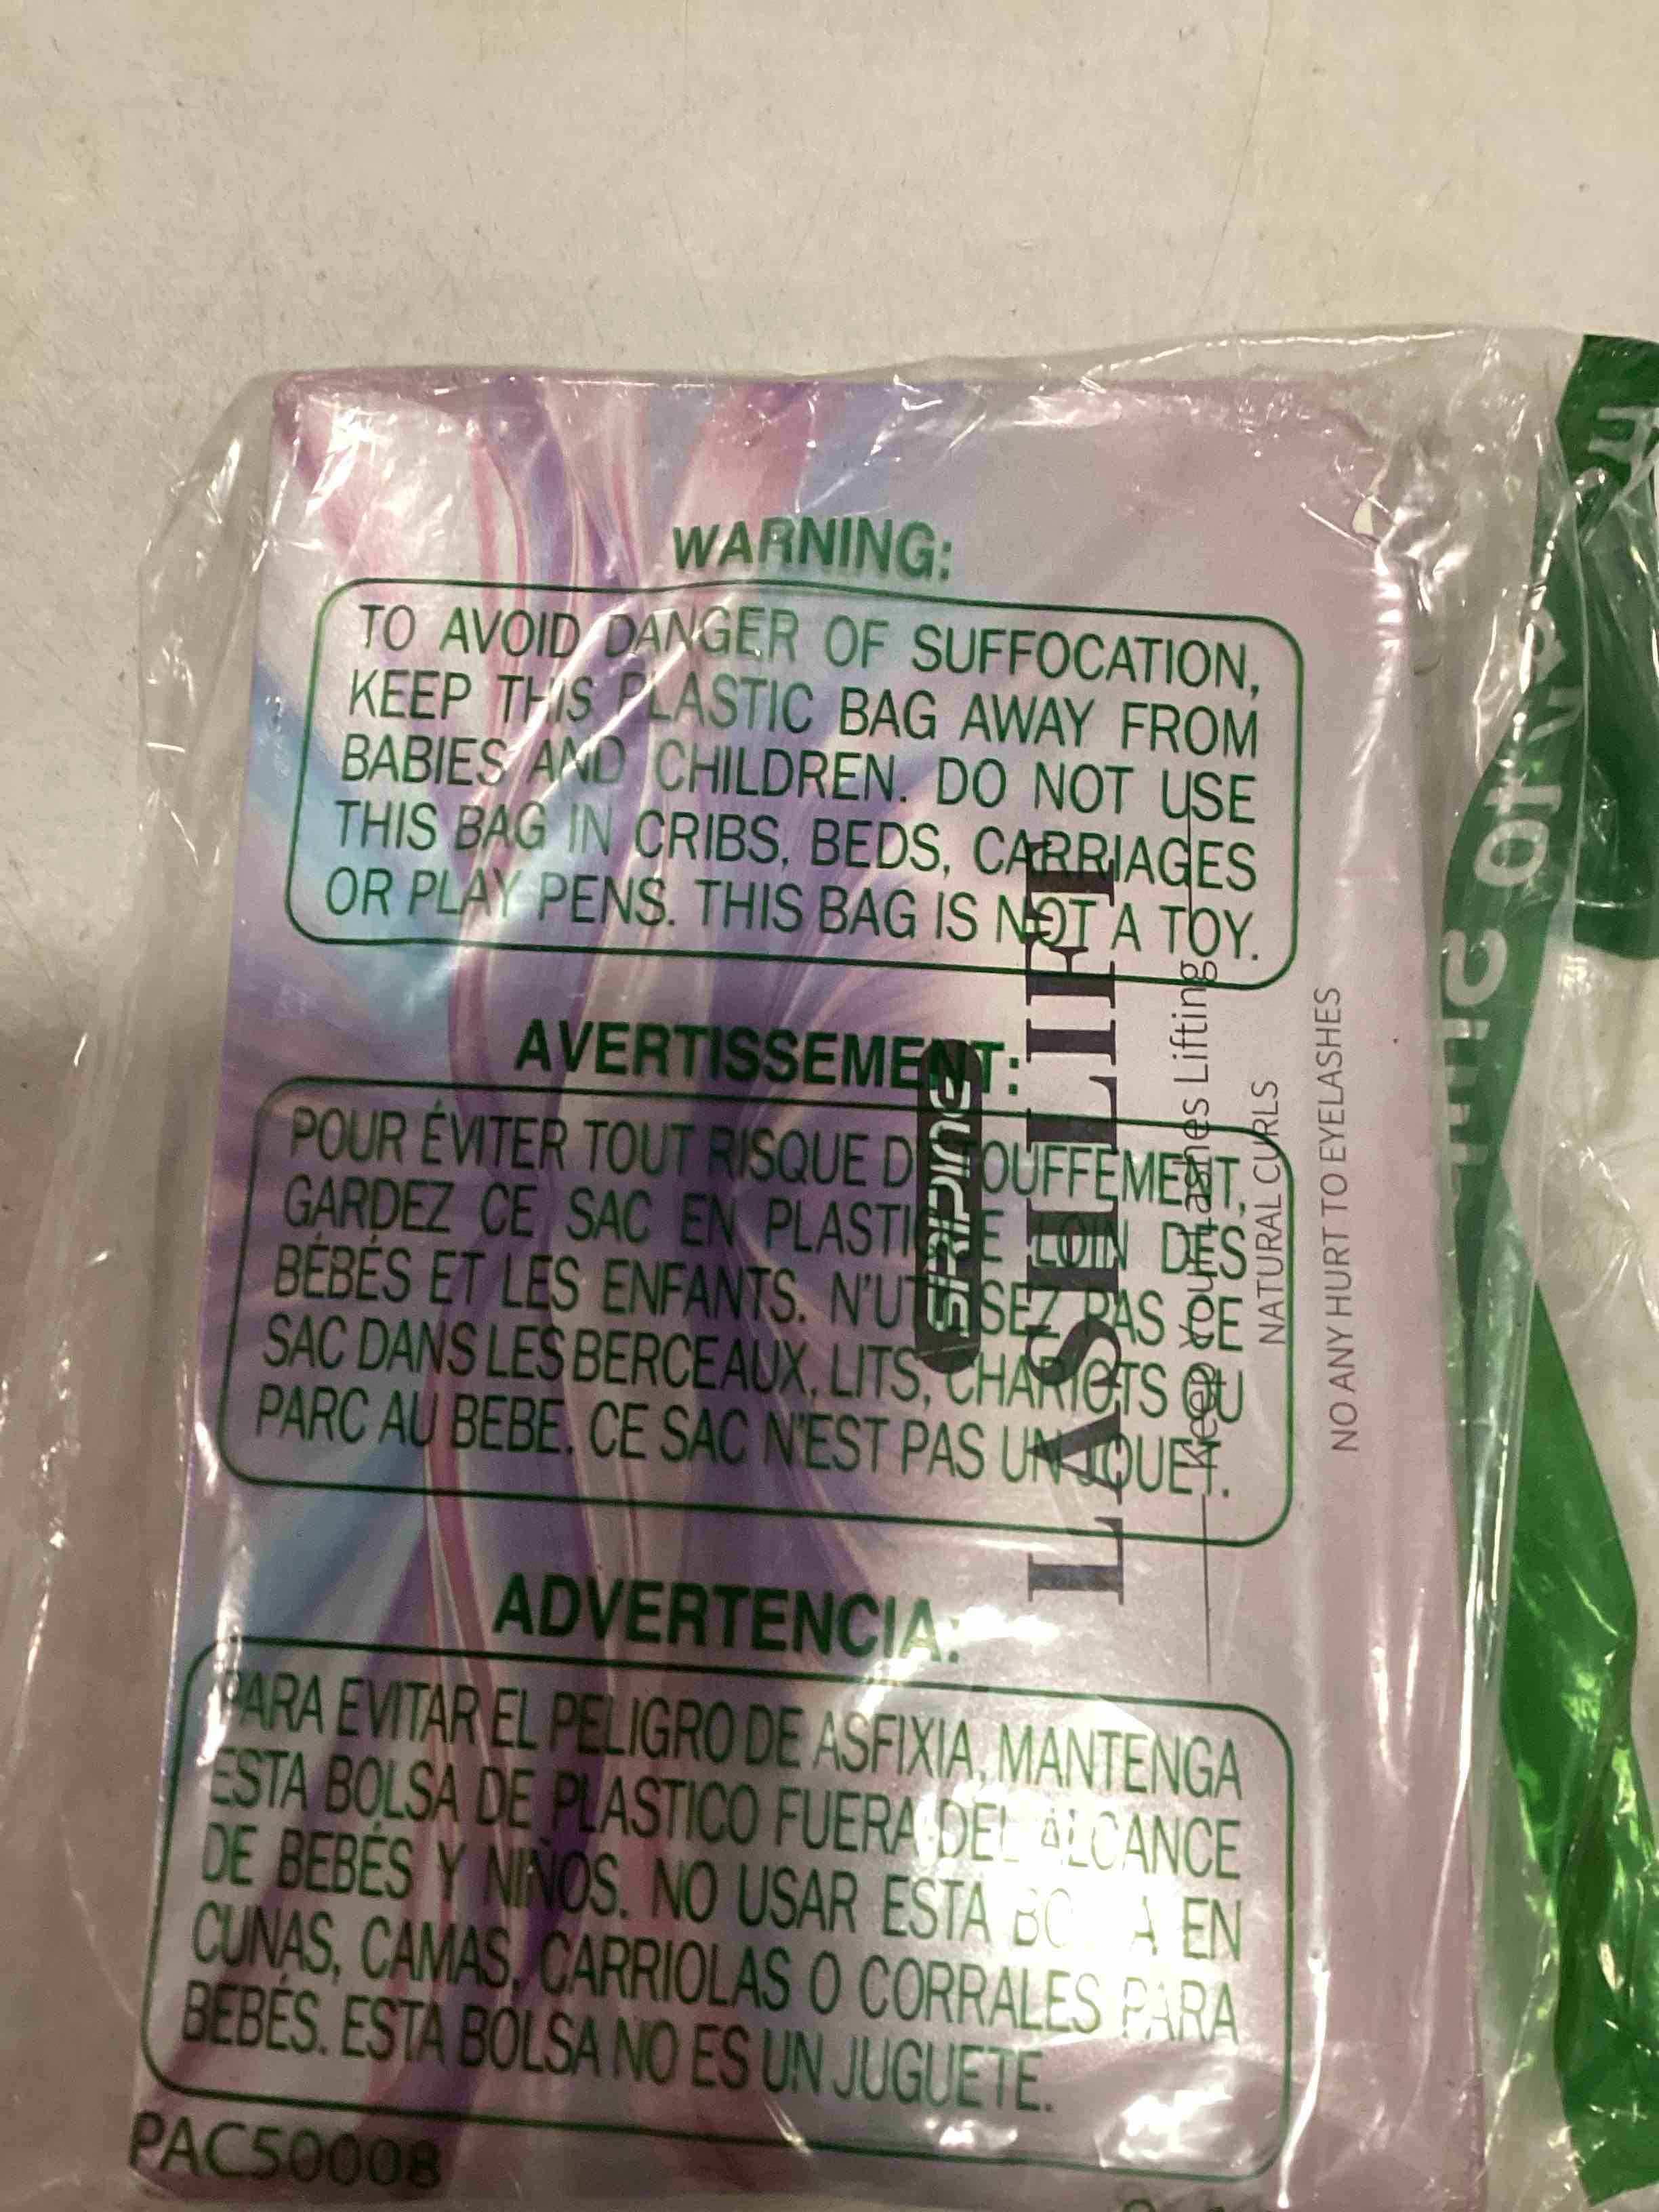 WARNING:
TO AVOID DANGER OF SUFFOCATION,
KEEP THIS PLASTIC BAG AWAY FROM
BABIES AND CHILDREN. DO NOT USE
THIS BAG IN CRIBS, BEDS, CARRIAGES
OR PLAY PENS. THIS BAG IS NOT A TOY.
AVERTISSEMENT:
POUR ÉVITER TOUT RISQUE D OUFFEMENT,
GARDEZ CE SAC EN PLASTIQUE LOIN DES
BÉBÉS ET LES ENFANTS. N'UTILISEZ PAS CE
SAC DANS LES BERCEAUX, LITS, CHARIOTS OU
PARC AU BEBE. CE SAC N'EST PAS UN JOUET.
ADVERTENCIA:
PARA EVITAR EL PELIGRO DE ASFIXIA, MANTENGA
ESTA BOLSA DE PLASTICO FUERA DEL ALCANCE
DE BEBÉS Y NIÑOS. NO USAR ESTA BO A EN
CUNAS, CAMAS, CARRIOLAS O CORRALES PARA
BEBÉS. ESTA BOLSA NO ES UN JUGUETE.
PAC50008
LASH LIFT
Keep Your Lashes Lifting
NATURAL CURLS
NO ANY HURT TO EYELASHES